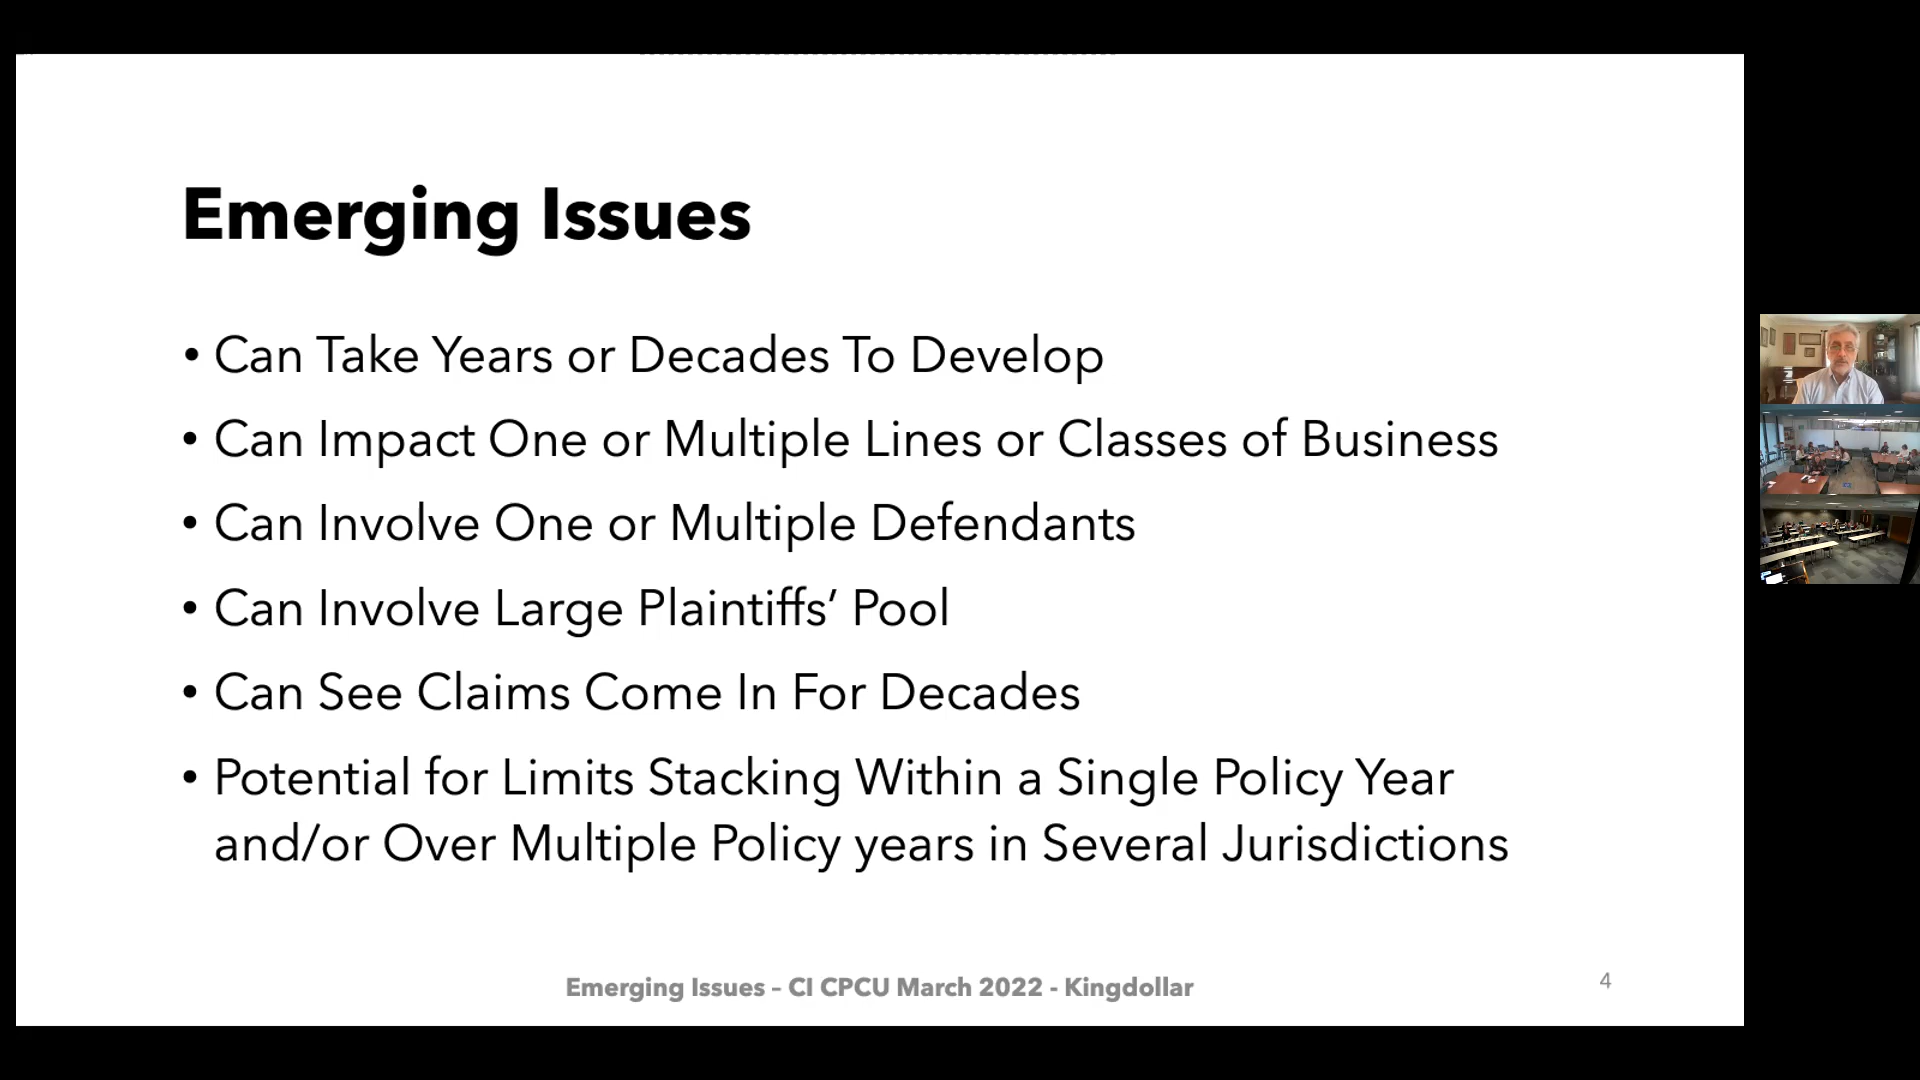 Emerging Issues
• Can Take Years or Decades To Develop
• Can Impact One or Multiple Lines or Classes of Business
• Can Involve One or Multiple Defendants
• Can Involve Large Plaintiffs’ Pool
• Can See Claims Come In For Decades
• Potential for Limits Stacking Within a Single Policy Year
and/or Over Multiple Policy years in Several Jurisdictions
Emerging Issues – CI CPCU March 2022 - Kingdollar
4